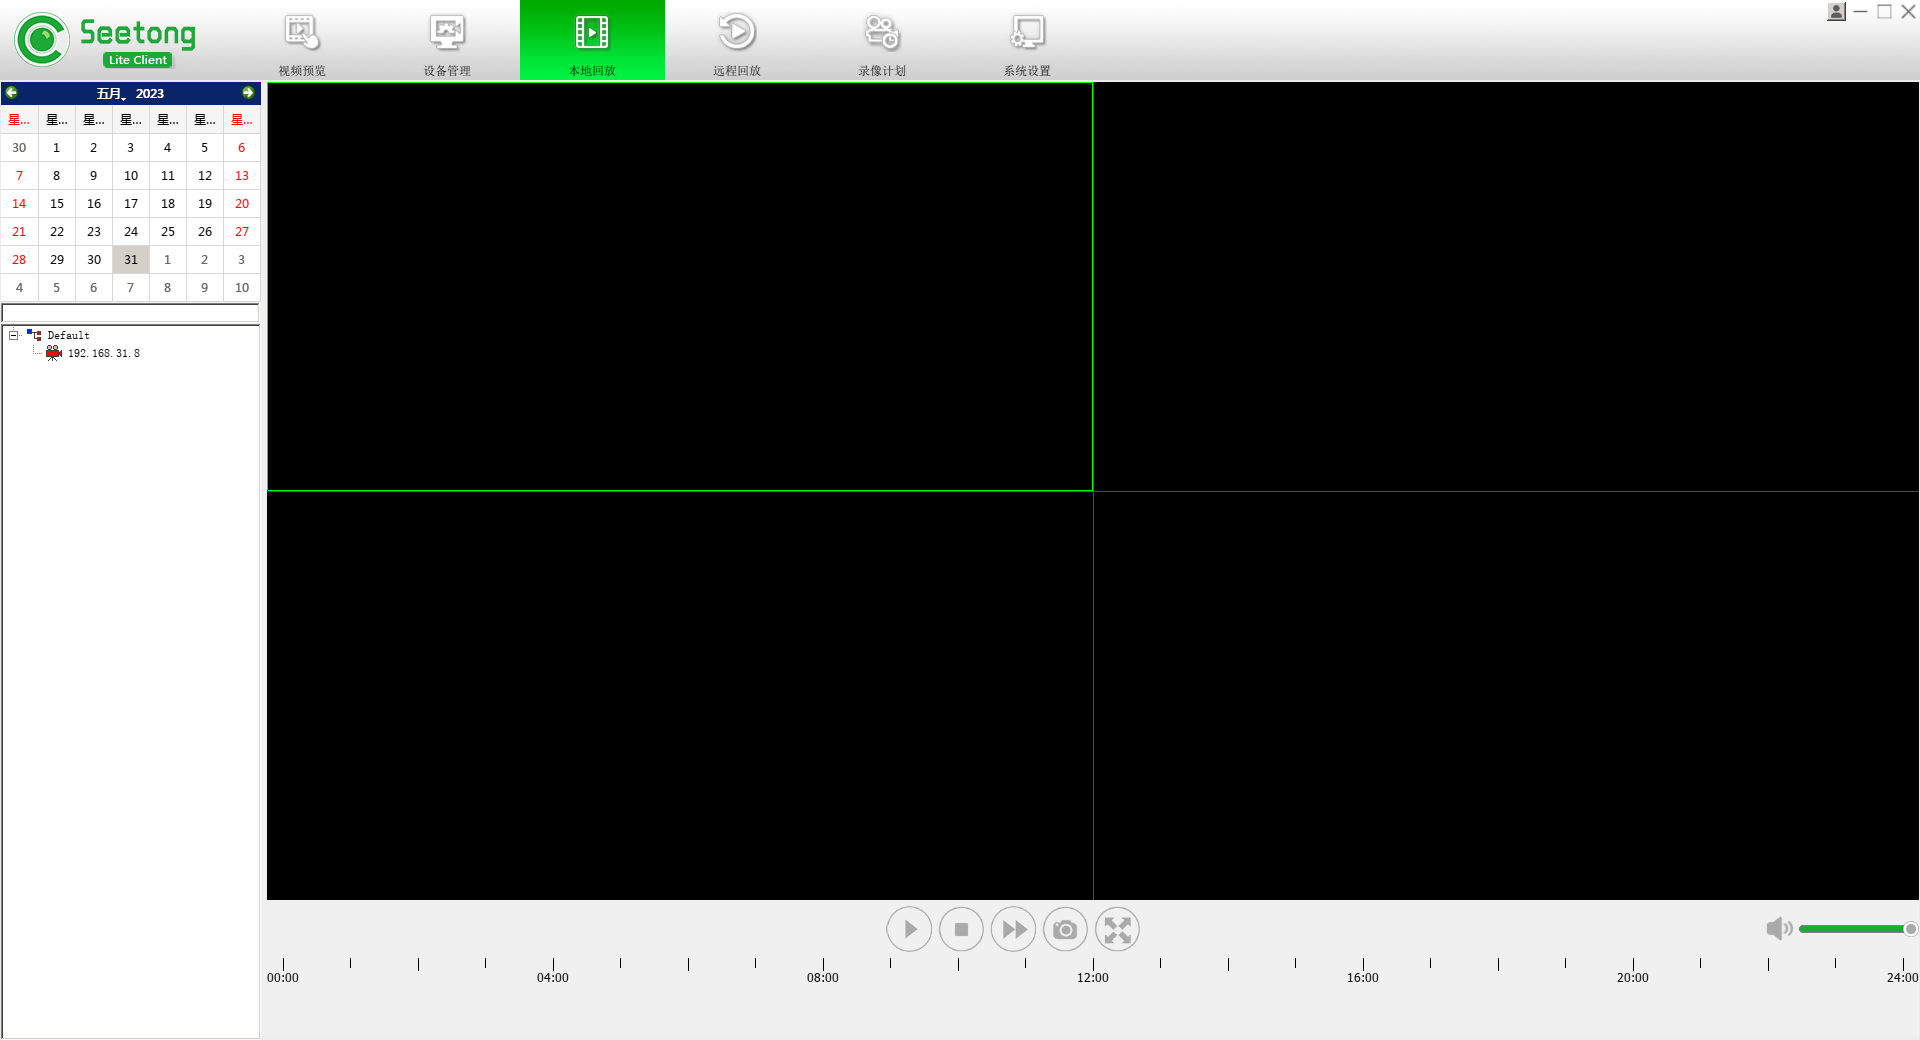 Seetong
Lite Client
视频预览
设备管理
本地回放
远程回放
录像计划
系统设置
五月, 2023
星... 星... 星... 星... 星... 星... 星...
30 1 2 3 4 5 6
7 8 9 10 11 12 13
14 15 16 17 18 19 20
21 22 23 24 25 26 27
28 29 30 31 1 2 3
4 5 6 7 8 9 10
Default
192.168.31.8
00:00 04:00 08:00 12:00 16:00 20:00 24:00